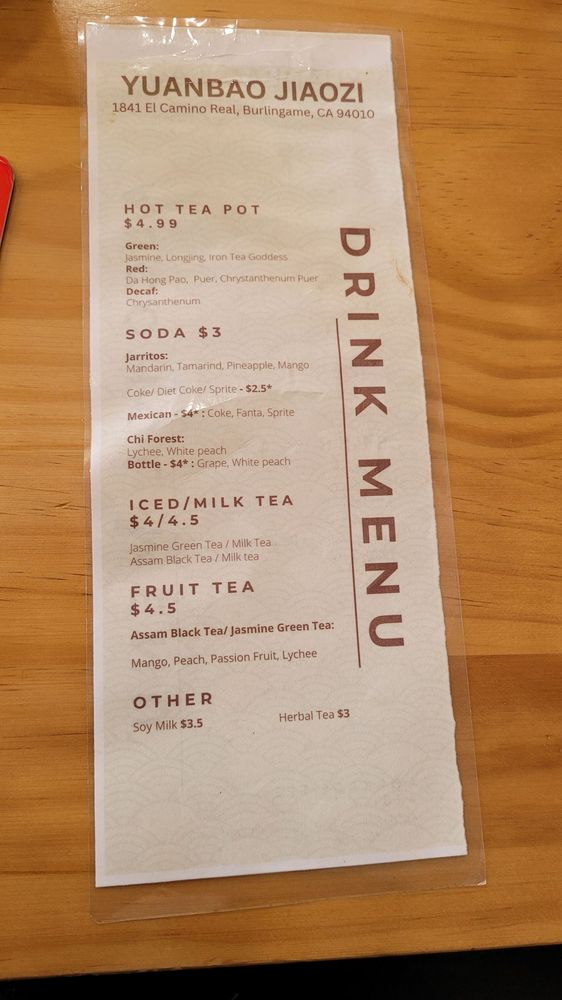 YUANBAO JIAOZI
1841 El Camino Real, Burlingame, CA 94010
HOT TEA POT
$4.99
Green:
Jasmine, Longjing, Iron Tea Goddess
Red:
Da Hong Pao, Puer, Chrystanthenum Puer
Decaf:
Chrysanthenum
SODA $3
Jarritos:
Mandarin, Tamarind, Pineapple, Mango
Coke/ Diet Coke/ Sprite - $2.5*
Mexican - $4* : Coke, Fanta, Sprite
Chi Forest:
Lychee, White peach
Bottle - $4* : Grape, White peach
ICED/MILK TEA
$4/4.5
Jasmine Green Tea / Milk Tea
Assam Black Tea / Milk tea
FRUIT TEA
$4.5
Assam Black Tea/ Jasmine Green Tea:
Mango, Peach, Passion Fruit, Lychee
OTHER
Soy Milk $3.5
Herbal Tea $3
DRINK MENU